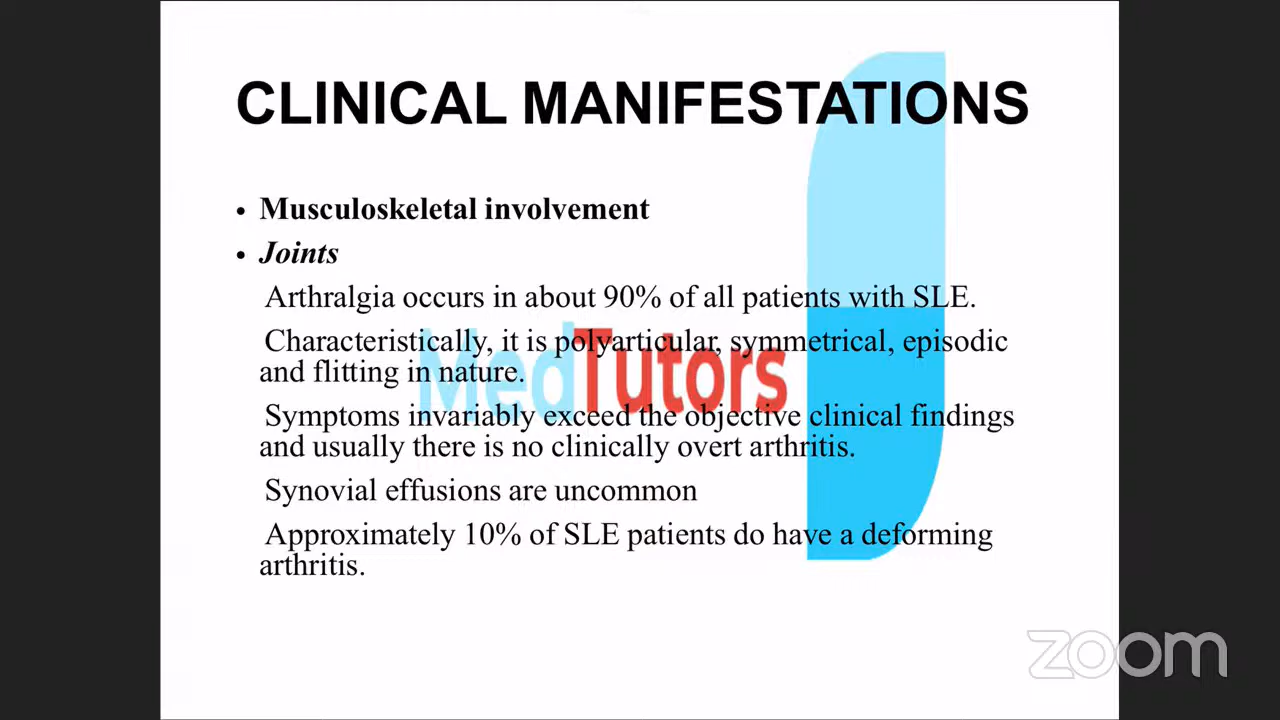 CLINICAL MANIFESTATIONS
• Musculoskeletal involvement
• Joints
Arthralgia occurs in about 90% of all patients with SLE.
Characteristically, it is polyarticular, symmetrical, episodic
and flitting in nature.
MedTutors
Symptoms invariably exceed the objective clinical findings
and usually there is no clinically overt arthritis.
Synovial effusions are uncommon
Approximately 10% of SLE patients do have a deforming
arthritis.
zoom